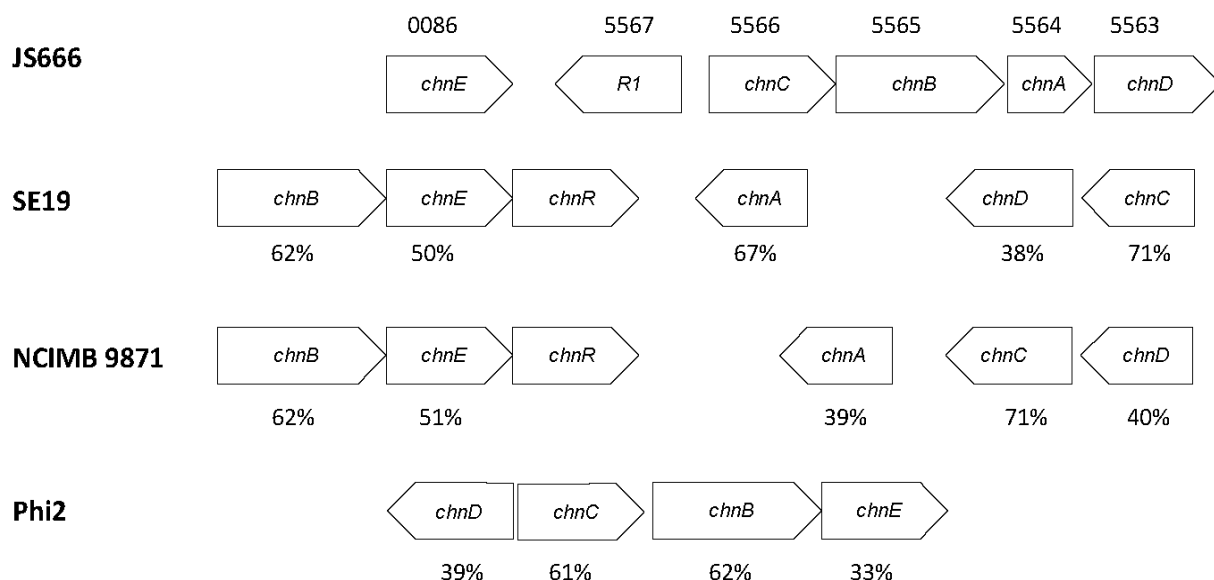 0086 5567 5566 5565 5564 5563
JS666
chnE R1 chnC chnB chnA chnD
SE19
chnB chnE chnR chnA chnD chnC
62% 50% 67% 38% 71%
NCIMB 9871
chnB chnE chnR chnA chnC chnD
62% 51% 39% 71% 40%
Phi2
chnD chnC chnB chnE
39% 61% 62% 33%